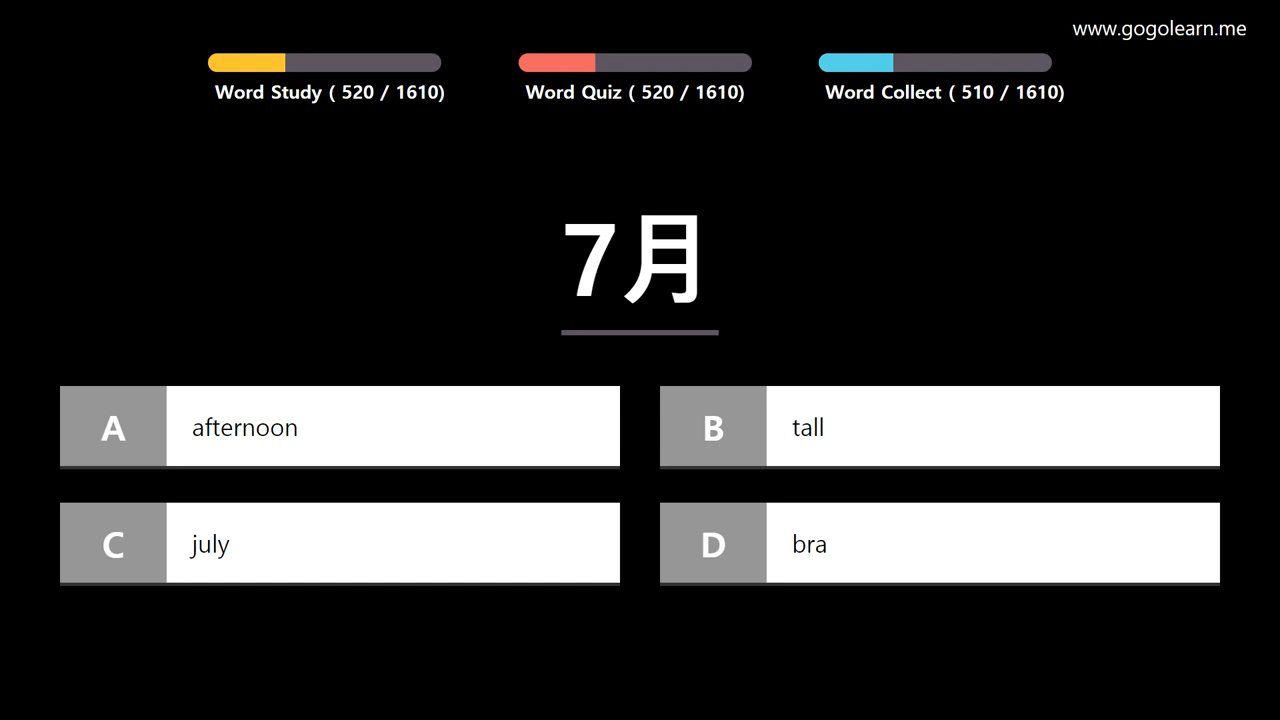 www.gogolearn.me
Word Study ( 520 / 1610)
Word Quiz ( 520 / 1610)
Word Collect ( 510 / 1610)
7月
A afternoon
B tall
C july
D bra